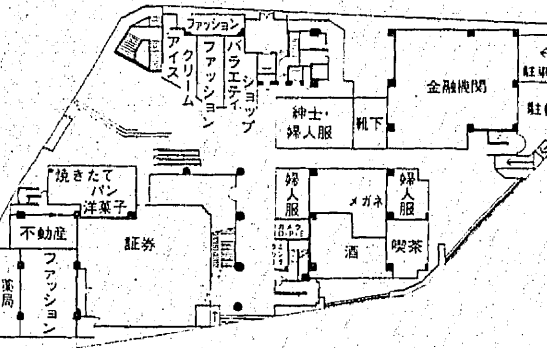 ファッション
アイス
クリーム
ファッション
バラエティ
ショップ
金融機関
紳士・
婦人服
靴下
焼きたて
パン
洋菓子
婦人服
メガネ
婦人服
不動産
証券
酒
喫茶
薬局
ファッション